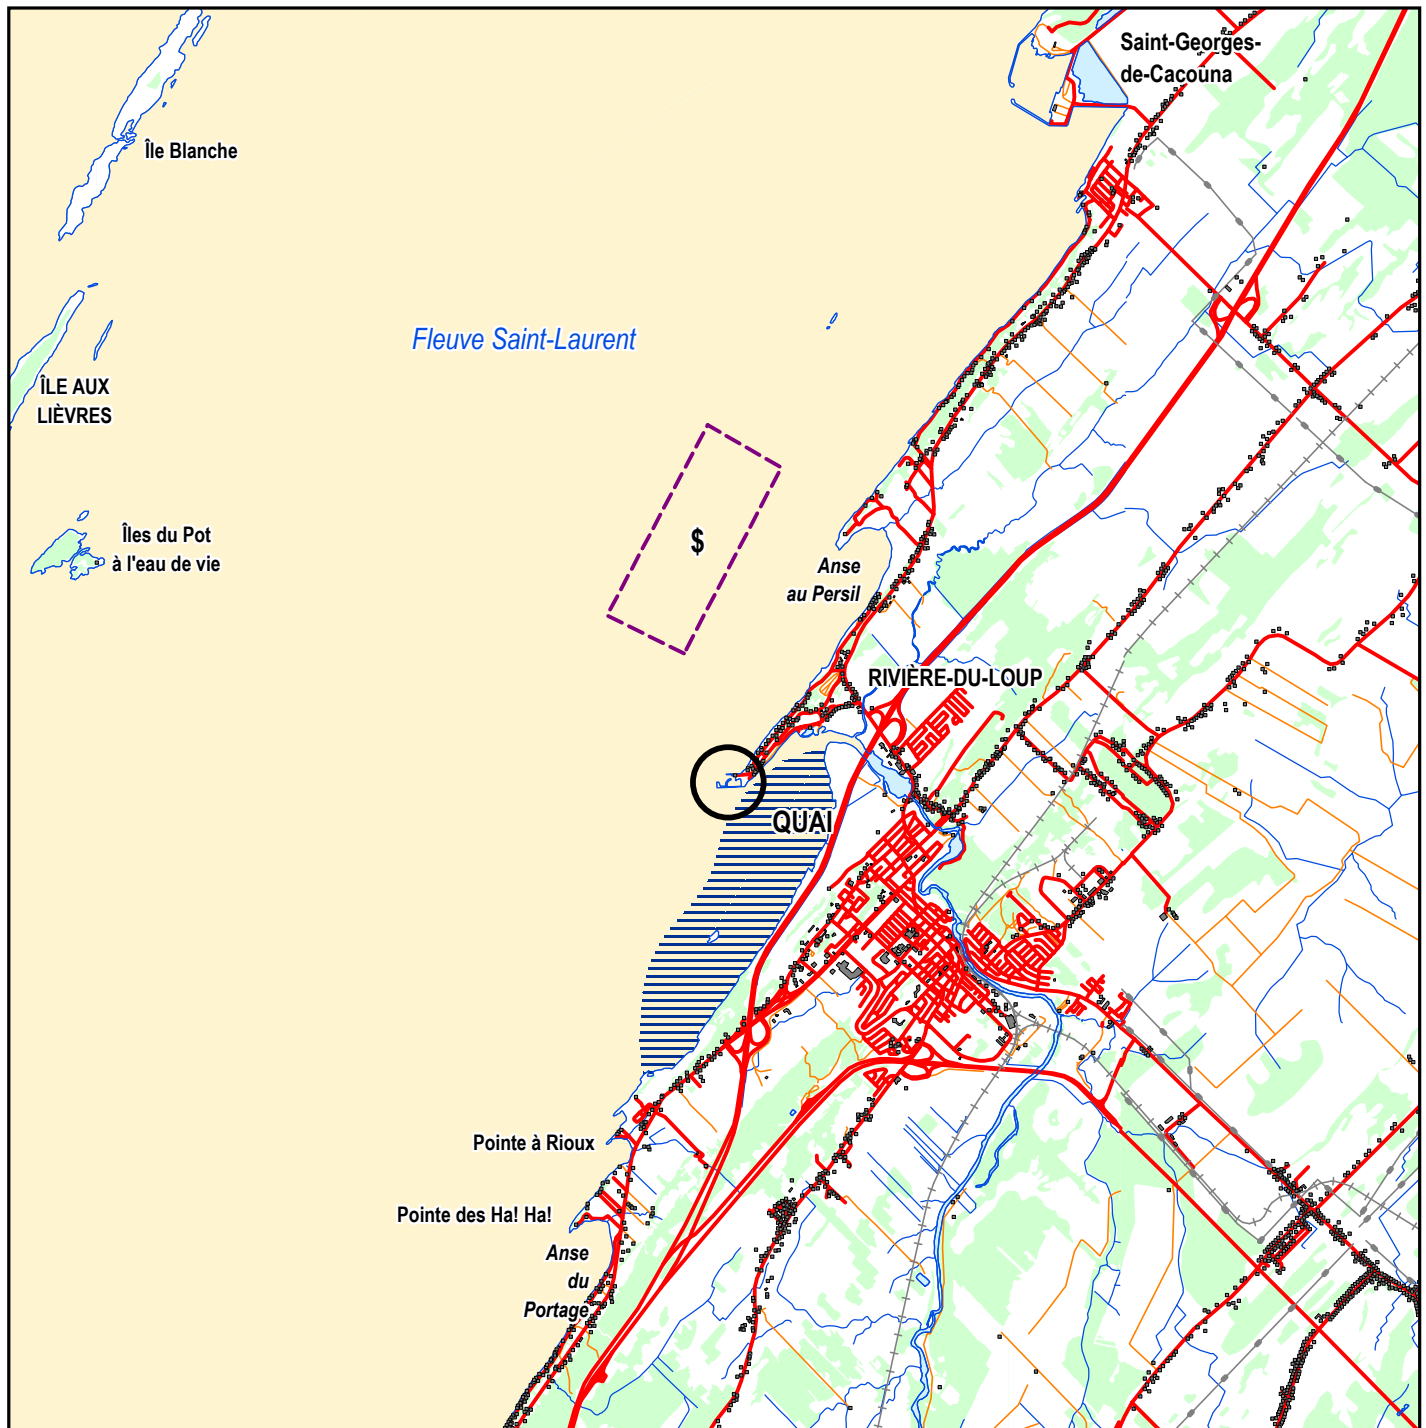 Saint-Georges-
de-Cacouna
Île Blanche
Fleuve Saint-Laurent
ÎLE AUX
LIÈVRES
$
Îles du Pot
à l'eau de vie
Anse
au Persil
RIVIÈRE-DU-LOUP
QUAI
Pointe à Rioux
Pointe des Ha! Ha!
Anse
du
Portage